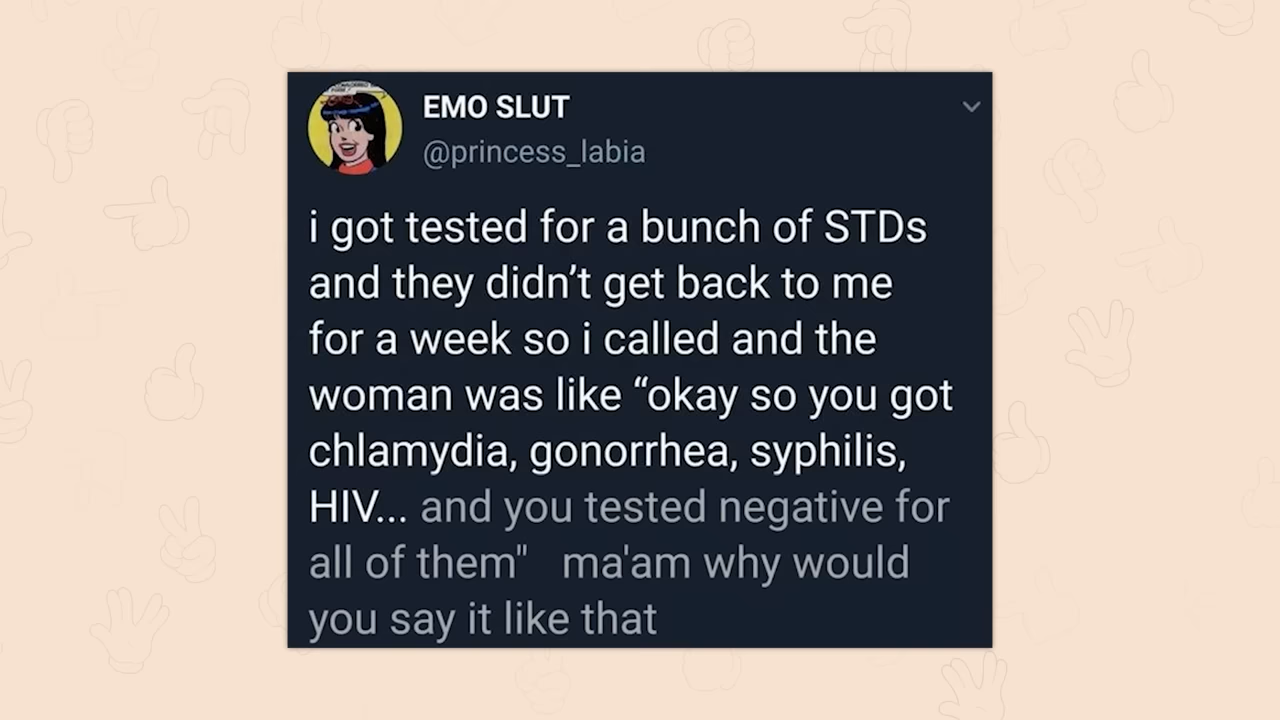 EMO SLUT
@princess_labia
i got tested for a bunch of STDs
and they didn’t get back to me
for a week so i called and the
woman was like “okay so you got
chlamydia, gonorrhea, syphilis,
HIV... and you tested negative for
all of them" ma'am why would
you say it like that